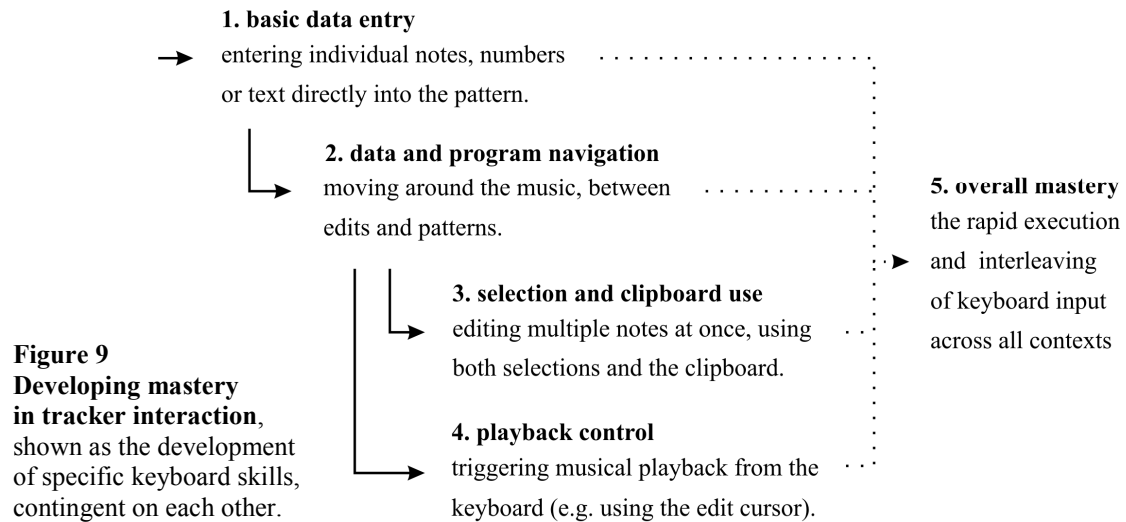 1. basic data entry
entering individual notes, numbers
or text directly into the pattern.
2. data and program navigation
moving around the music, between
edits and patterns.
3. selection and clipboard use
editing multiple notes at once, using
both selections and the clipboard.
4. playback control
triggering musical playback from the
keyboard (e.g. using the edit cursor).
5. overall mastery
the rapid execution
and interleaving
of keyboard input
across all contexts
Figure 9
Developing mastery
in tracker interaction,
shown as the development
of specific keyboard skills,
contingent on each other.